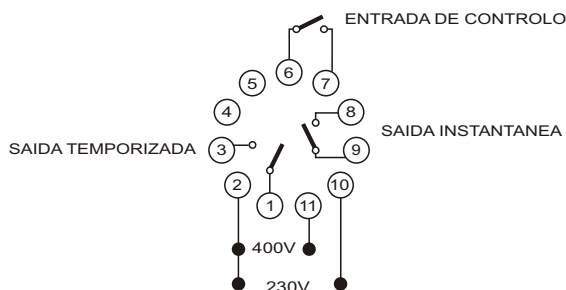 ENTRADA DE CONTROLO
6
7
5
4
8
SAIDA INSTANTANEA
SAIDA TEMPORIZADA
3
9
2
10
1
11
400V
230V